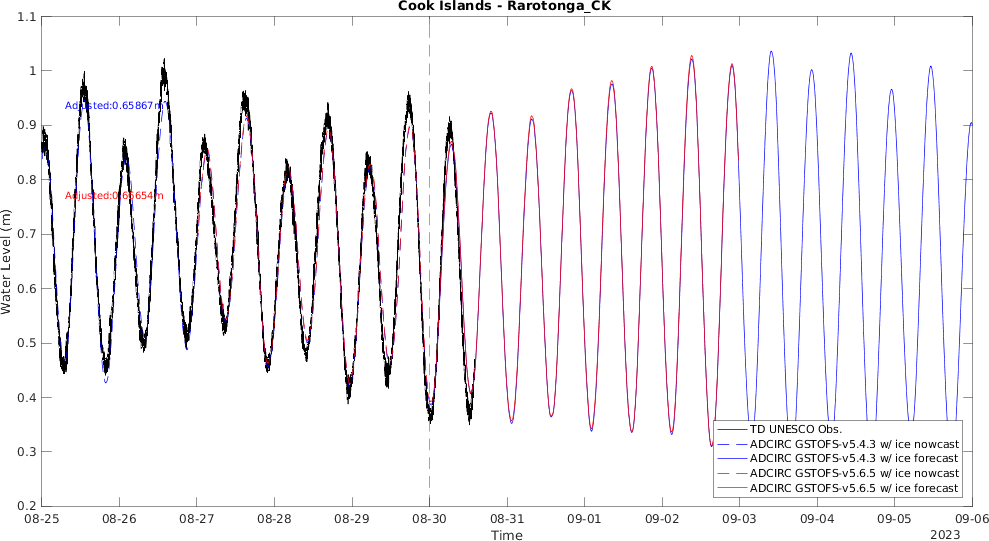 Cook Islands - Rarotonga_CK
Water Level (m)
1.1
1
0.9
0.8
0.7
0.6
0.5
0.4
0.3
0.2
Adjusted:0.65867m
Adjusted:0.66654m
TD UNESCO Obs.
ADCIRC GSTOFS-v5.4.3 w/ ice nowcast
ADCIRC GSTOFS-v5.4.3 w/ ice forecast
ADCIRC GSTOFS-v5.6.5 w/ ice nowcast
ADCIRC GSTOFS-v5.6.5 w/ ice forecast
08-25 08-26 08-27 08-28 08-29 08-30 08-31 09-01 09-02 09-03 09-04 09-05 09-06
Time
2023